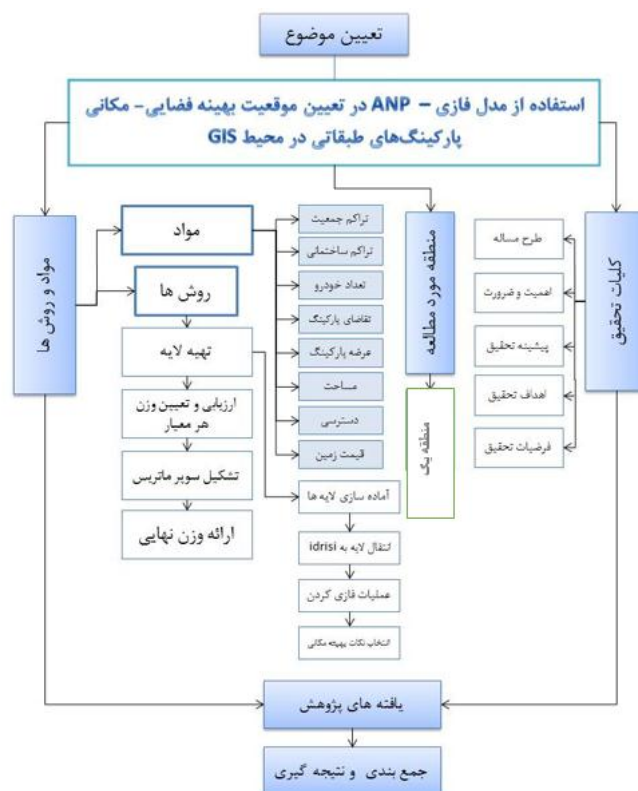 تعیین موضوع
استفاده از مدل فازی – ANP در تعیین موقعیت بهینه فضایی- مکانی
پارکینگ‌های طبقاتی در محیط GIS
کلیات تحقیق
طرح مساله
اهمیت و ضرورت
پیشینه تحقیق
اهداف تحقیق
فرضیات تحقیق
منطقه مورد مطالعه
منطقه یک
مواد و روش ها
مواد
تراکم جمعیت
تراکم ساختمانی
تعداد خودرو
تقاضای پارکینگ
عرضه پارکینگ
مساحت
دسترسی
قیمت زمین
روش ها
تهیه لایه
ارزیابی و تعیین وزن
هر معیار
تشکیل سوپر ماتریس
ارائه وزن نهایی
آماده سازی لایه ها
انتقال لایه به idrisi
عملیات فازی کردن
انتخاب نکات بهینه مکانی
یافته های پژوهش
جمع بندی و نتیجه گیری